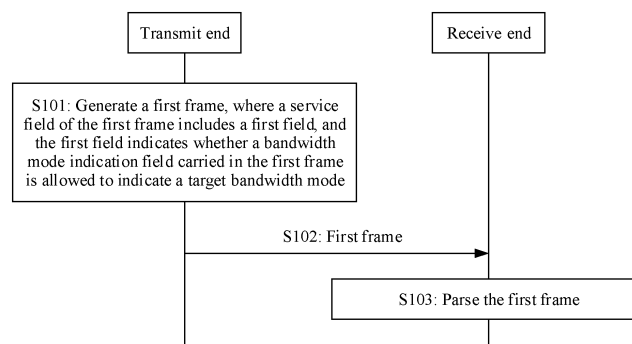 Transmit end
Receive end
S101: Generate a first frame, where a service
field of the first frame includes a first field, and
the first field indicates whether a bandwidth
mode indication field carried in the first frame
is allowed to indicate a target bandwidth mode
S102: First frame
S103: Parse the first frame